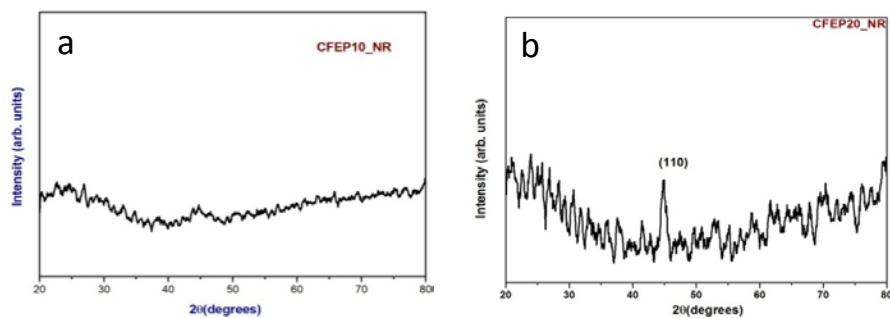 a
CFEP10_NR
Intensity (arb. units)
20 30 40 50 60 70 80
2θ(degrees)
b
CFEP20_NR
(110)
Intensity (arb. units)
20 30 40 50 60 70 80
2θ(degrees)